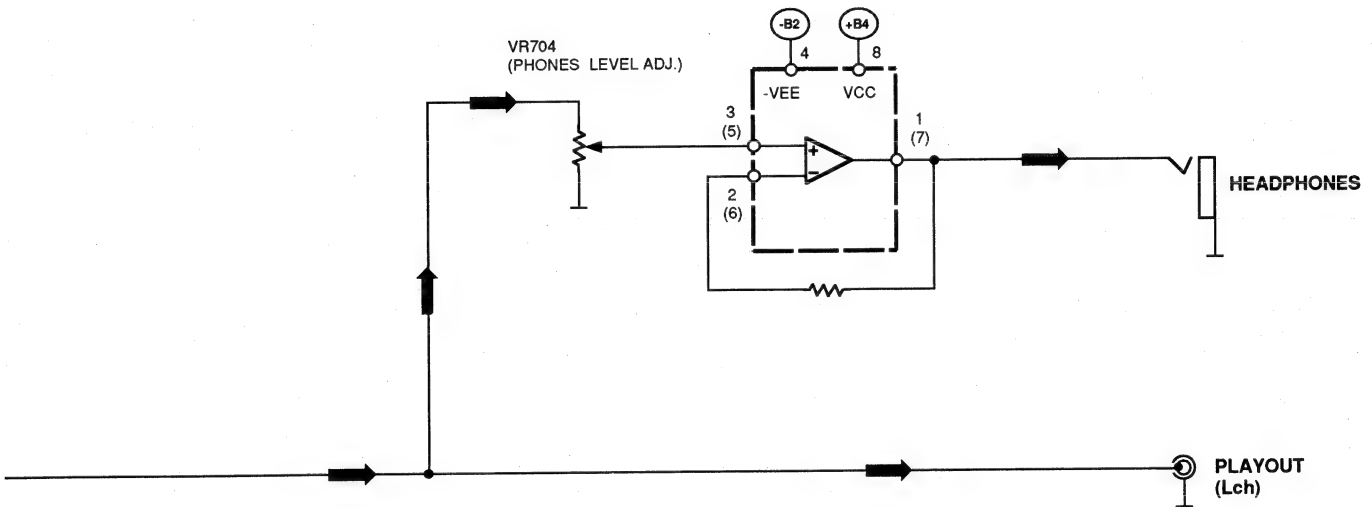 -B2
+B4
VR704
(PHONES LEVEL ADJ.)
4
8
-VEE
VCC
3
(5)
1
(7)
+
−
2
(6)
HEADPHONES
PLAYOUT
(Lch)